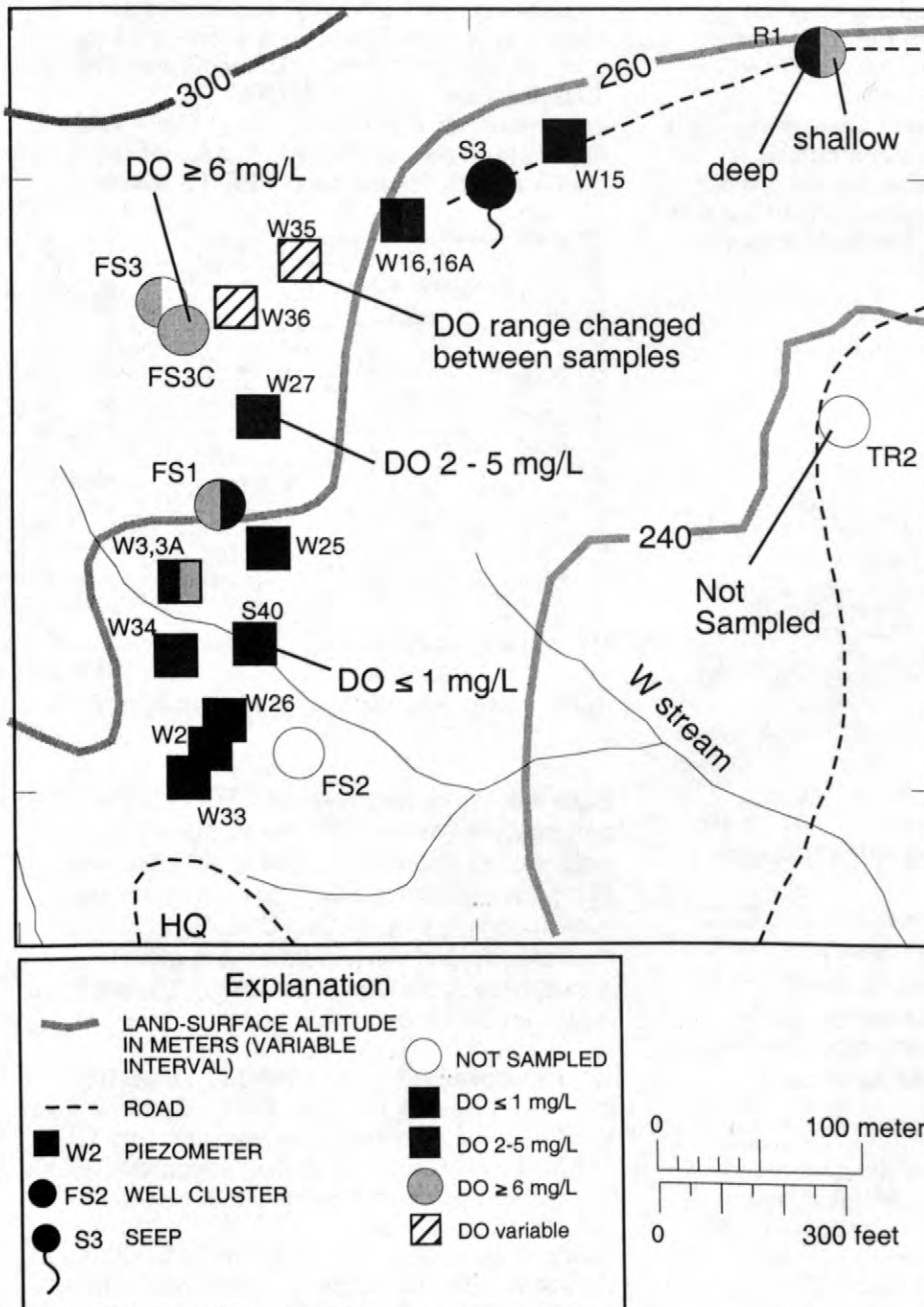 R1
300
260
shallow
deep
S3
W15
DO ≥ 6 mg/L
W35
W16,16A
FS3
W36
DO range changed
between samples
FS3C
W27
DO 2 - 5 mg/L
TR2
FS1
W3,3A
W25
240
Not
Sampled
S40
W34
DO ≤ 1 mg/L
W stream
W26
W2
FS2
W33
HQ
Explanation
LAND-SURFACE ALTITUDE
IN METERS (VARIABLE
INTERVAL)
ROAD
W2 PIEZOMETER
FS2 WELL CLUSTER
S3 SEEP
NOT SAMPLED
DO ≤ 1 mg/L
DO 2-5 mg/L
DO ≥ 6 mg/L
DO variable
0 100 meter
0 300 feet